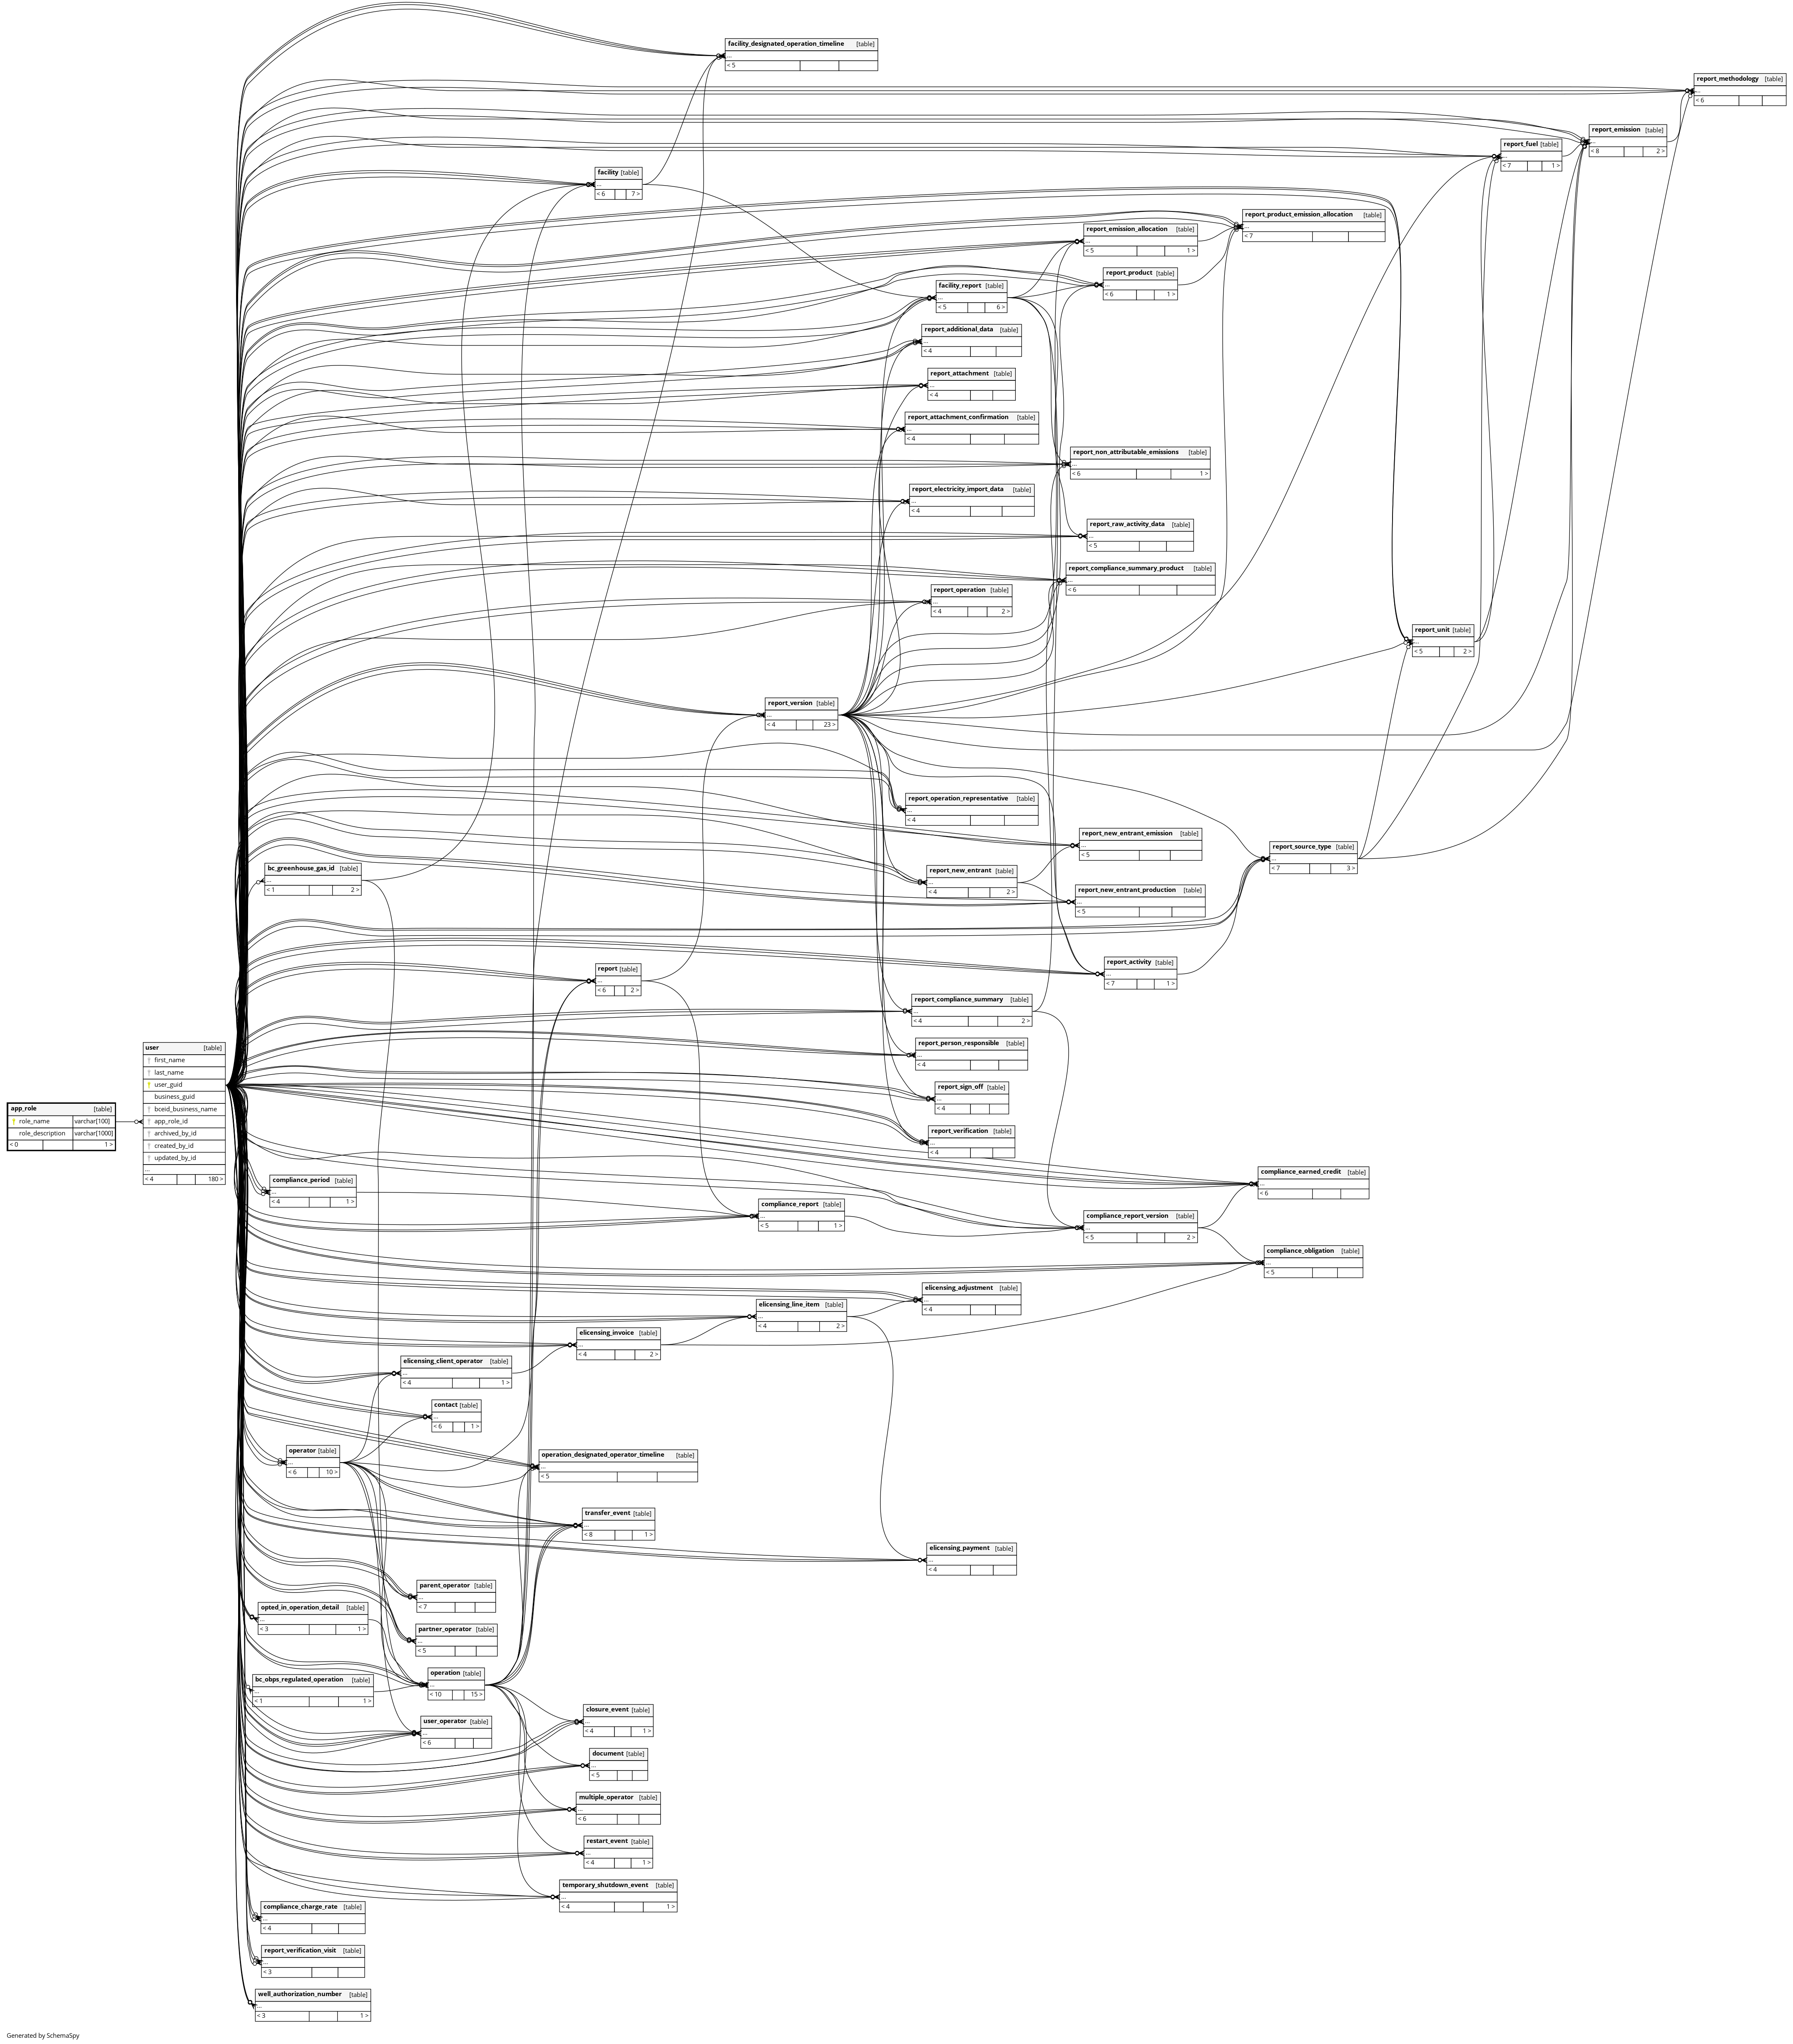 facility_designated_operation_timeline [table]
...
< 5
report_methodology [table]
...
< 6
report_emission [table]
...
< 8 2 >
report_fuel [table]
...
< 7 1 >
facility [table]
...
< 6 7 >
report_product_emission_allocation [table]
...
< 7
report_emission_allocation [table]
...
< 5 1 >
report_product [table]
...
< 6 1 >
facility_report [table]
...
< 5 6 >
report_additional_data [table]
...
< 4
report_attachment [table]
...
< 4
report_attachment_confirmation [table]
...
< 4
report_non_attributable_emissions [table]
...
< 6 1 >
report_electricity_import_data [table]
...
< 4
report_raw_activity_data [table]
...
< 5
report_compliance_summary_product [table]
...
< 6
report_operation [table]
...
< 4 2 >
report_unit [table]
...
< 5 2 >
report_version [table]
...
< 4 23 >
report_operation_representative [table]
...
< 4
report_new_entrant_emission [table]
...
< 5
report_source_type [table]
...
< 7 3 >
bc_greenhouse_gas_id [table]
...
< 1 2 >
report_new_entrant [table]
...
< 4 2 >
report_new_entrant_production [table]
...
< 5
report_activity [table]
...
< 7 1 >
report [table]
...
< 6 2 >
report_compliance_summary [table]
...
< 4 2 >
report_person_responsible [table]
...
< 4
user [table]
first_name
last_name
user_guid
business_guid
bceid_business_name
app_role_id
archived_by_id
created_by_id
updated_by_id
...
< 4 180 >
report_sign_off [table]
...
< 4
app_role [table]
role_name varchar[100]
role_description varchar[1000]
< 0 1 >
report_verification [table]
...
< 4
compliance_earned_credit [table]
...
< 6
compliance_period [table]
...
< 4 1 >
compliance_report [table]
...
< 5 1 >
compliance_report_version [table]
...
< 5 2 >
compliance_obligation [table]
...
< 5
elicensing_adjustment [table]
...
< 4
elicensing_line_item [table]
...
< 4 2 >
elicensing_invoice [table]
...
< 4 2 >
elicensing_client_operator [table]
...
< 4 1 >
contact [table]
...
< 6 1 >
operator [table]
...
< 6 10 >
operation_designated_operator_timeline [table]
...
< 5
transfer_event [table]
...
< 8 1 >
elicensing_payment [table]
...
< 4
parent_operator [table]
...
< 7
opted_in_operation_detail [table]
...
< 3 1 >
partner_operator [table]
...
< 5
operation [table]
...
< 10 15 >
bc_obps_regulated_operation [table]
...
< 1 1 >
closure_event [table]
...
< 4 1 >
user_operator [table]
...
< 6
document [table]
...
< 5
multiple_operator [table]
...
< 6
restart_event [table]
...
< 4 1 >
temporary_shutdown_event [table]
...
< 4 1 >
compliance_charge_rate [table]
...
< 4
report_verification_visit [table]
...
< 3
well_authorization_number [table]
...
< 3 1 >
Generated by SchemaSpy